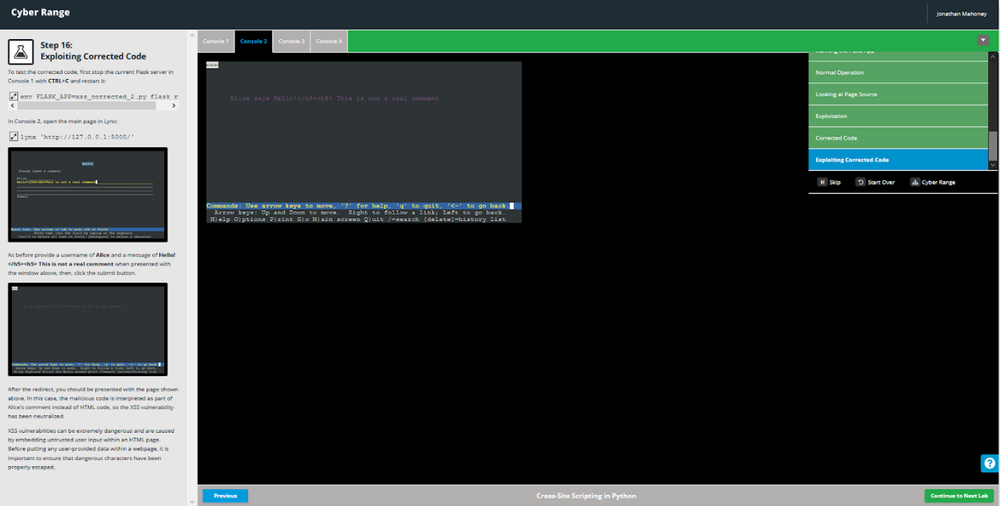 Cyber Range
Jonathan Mahoney
Step 16:
Exploiting Corrected Code
To test the corrected code, first stop the current Flask server in
Console 1 with CTRL+C and restart it:
env FLASK_APP=xss_corrected_2.py flask r
In Console 2, open the main page in Lynx:
lynx 'http://127.0.0.1:5000/'
Hello!
Please leave a comment
Alice
Hello!</h5><h5>This is not a real comment
Submit
Enter text. Use arrows or tab to move off of field.
Enter text into the field by typing on the keyboard
Ctrl-U to delete all text in field, [Backspace] to delete a character
As before provide a username of Alice and a message of Hello!
</h5><h5> This is not a real comment when presented with
the window above, then, click the submit button.
Alice says Hello!</h5><h5>This is not a real comment
Commands: Use arrow keys to move, '?' for help, 'q' to quit, '<-' to go back.
Arrow keys: Up and Down to move. Right to follow a link; Left to go back.
H)elp O)ptions P)rint G)o M)ain screen Q)uit /=search [delete]=history list
After the redirect, you should be presented with the page shown
above. In this case, the malicious code is interpreted as part of
Alice's comment instead of HTML code, so the XSS vulnerability
has been neutralized.
XSS vulnerabilities can be extremely dangerous and are caused
by embedding untrusted user input within an HTML page.
Before putting any user-provided data within a webpage, it is
important to ensure that dangerous characters have been
properly escaped.
Console 1
Console 2
Console 3
Console 4
Alice says Hello!</h5><h5> This is not a real comment
Commands: Use arrow keys to move, '?' for help, 'q' to quit, '<-' to go back.
Arrow keys: Up and Down to move. Right to follow a link; Left to go back.
H)elp O)ptions P)rint G)o M)ain screen Q)uit /=search [delete]=history list
Running the Flask App
Normal Operation
Looking at Page Source
Exploitation
Corrected Code
Exploiting Corrected Code
Skip
Start Over
Cyber Range
?
Previous
Cross-Site Scripting in Python
Continue to Next Lab